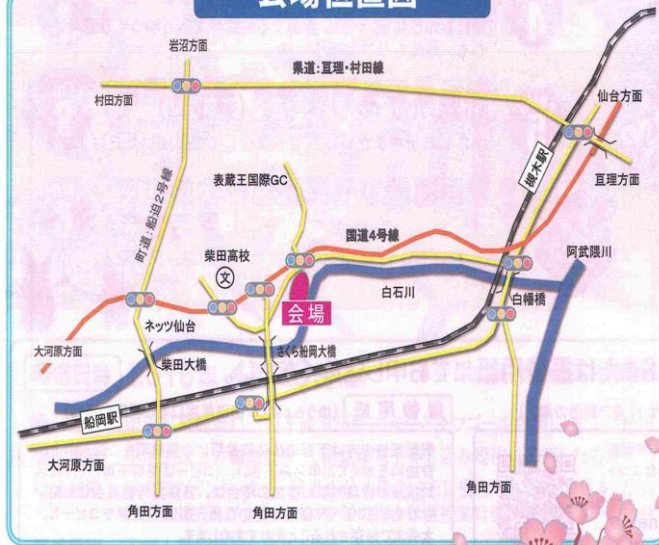 会場位置図
岩沼方面
県道:亘理・村田線
村田方面
仙台方面
槻木駅
亘理方面
表蔵王国際GC
町道:船迫2号線
国道4号線
柴田高校
文
阿武隈川
白石川
会場
白幡橋
ネッツ仙台
大河原方面
柴田大橋
さくら船岡大橋
船岡駅
大河原方面
角田方面
角田方面
角田方面